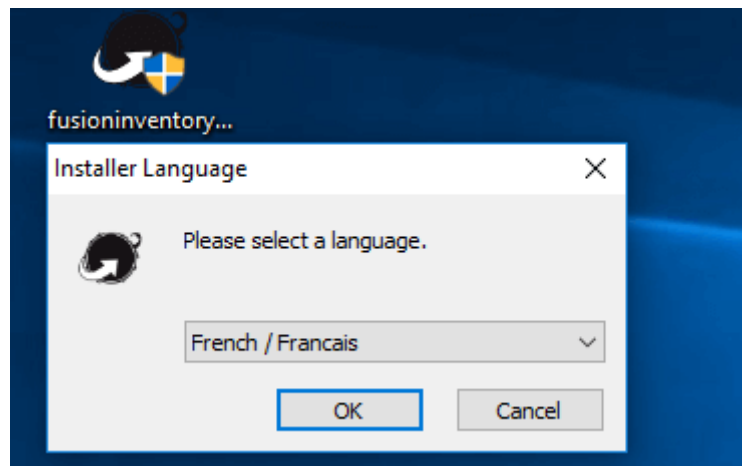 fusioninventory...
Installer Language
Please select a language.
French / Francais
OK
Cancel